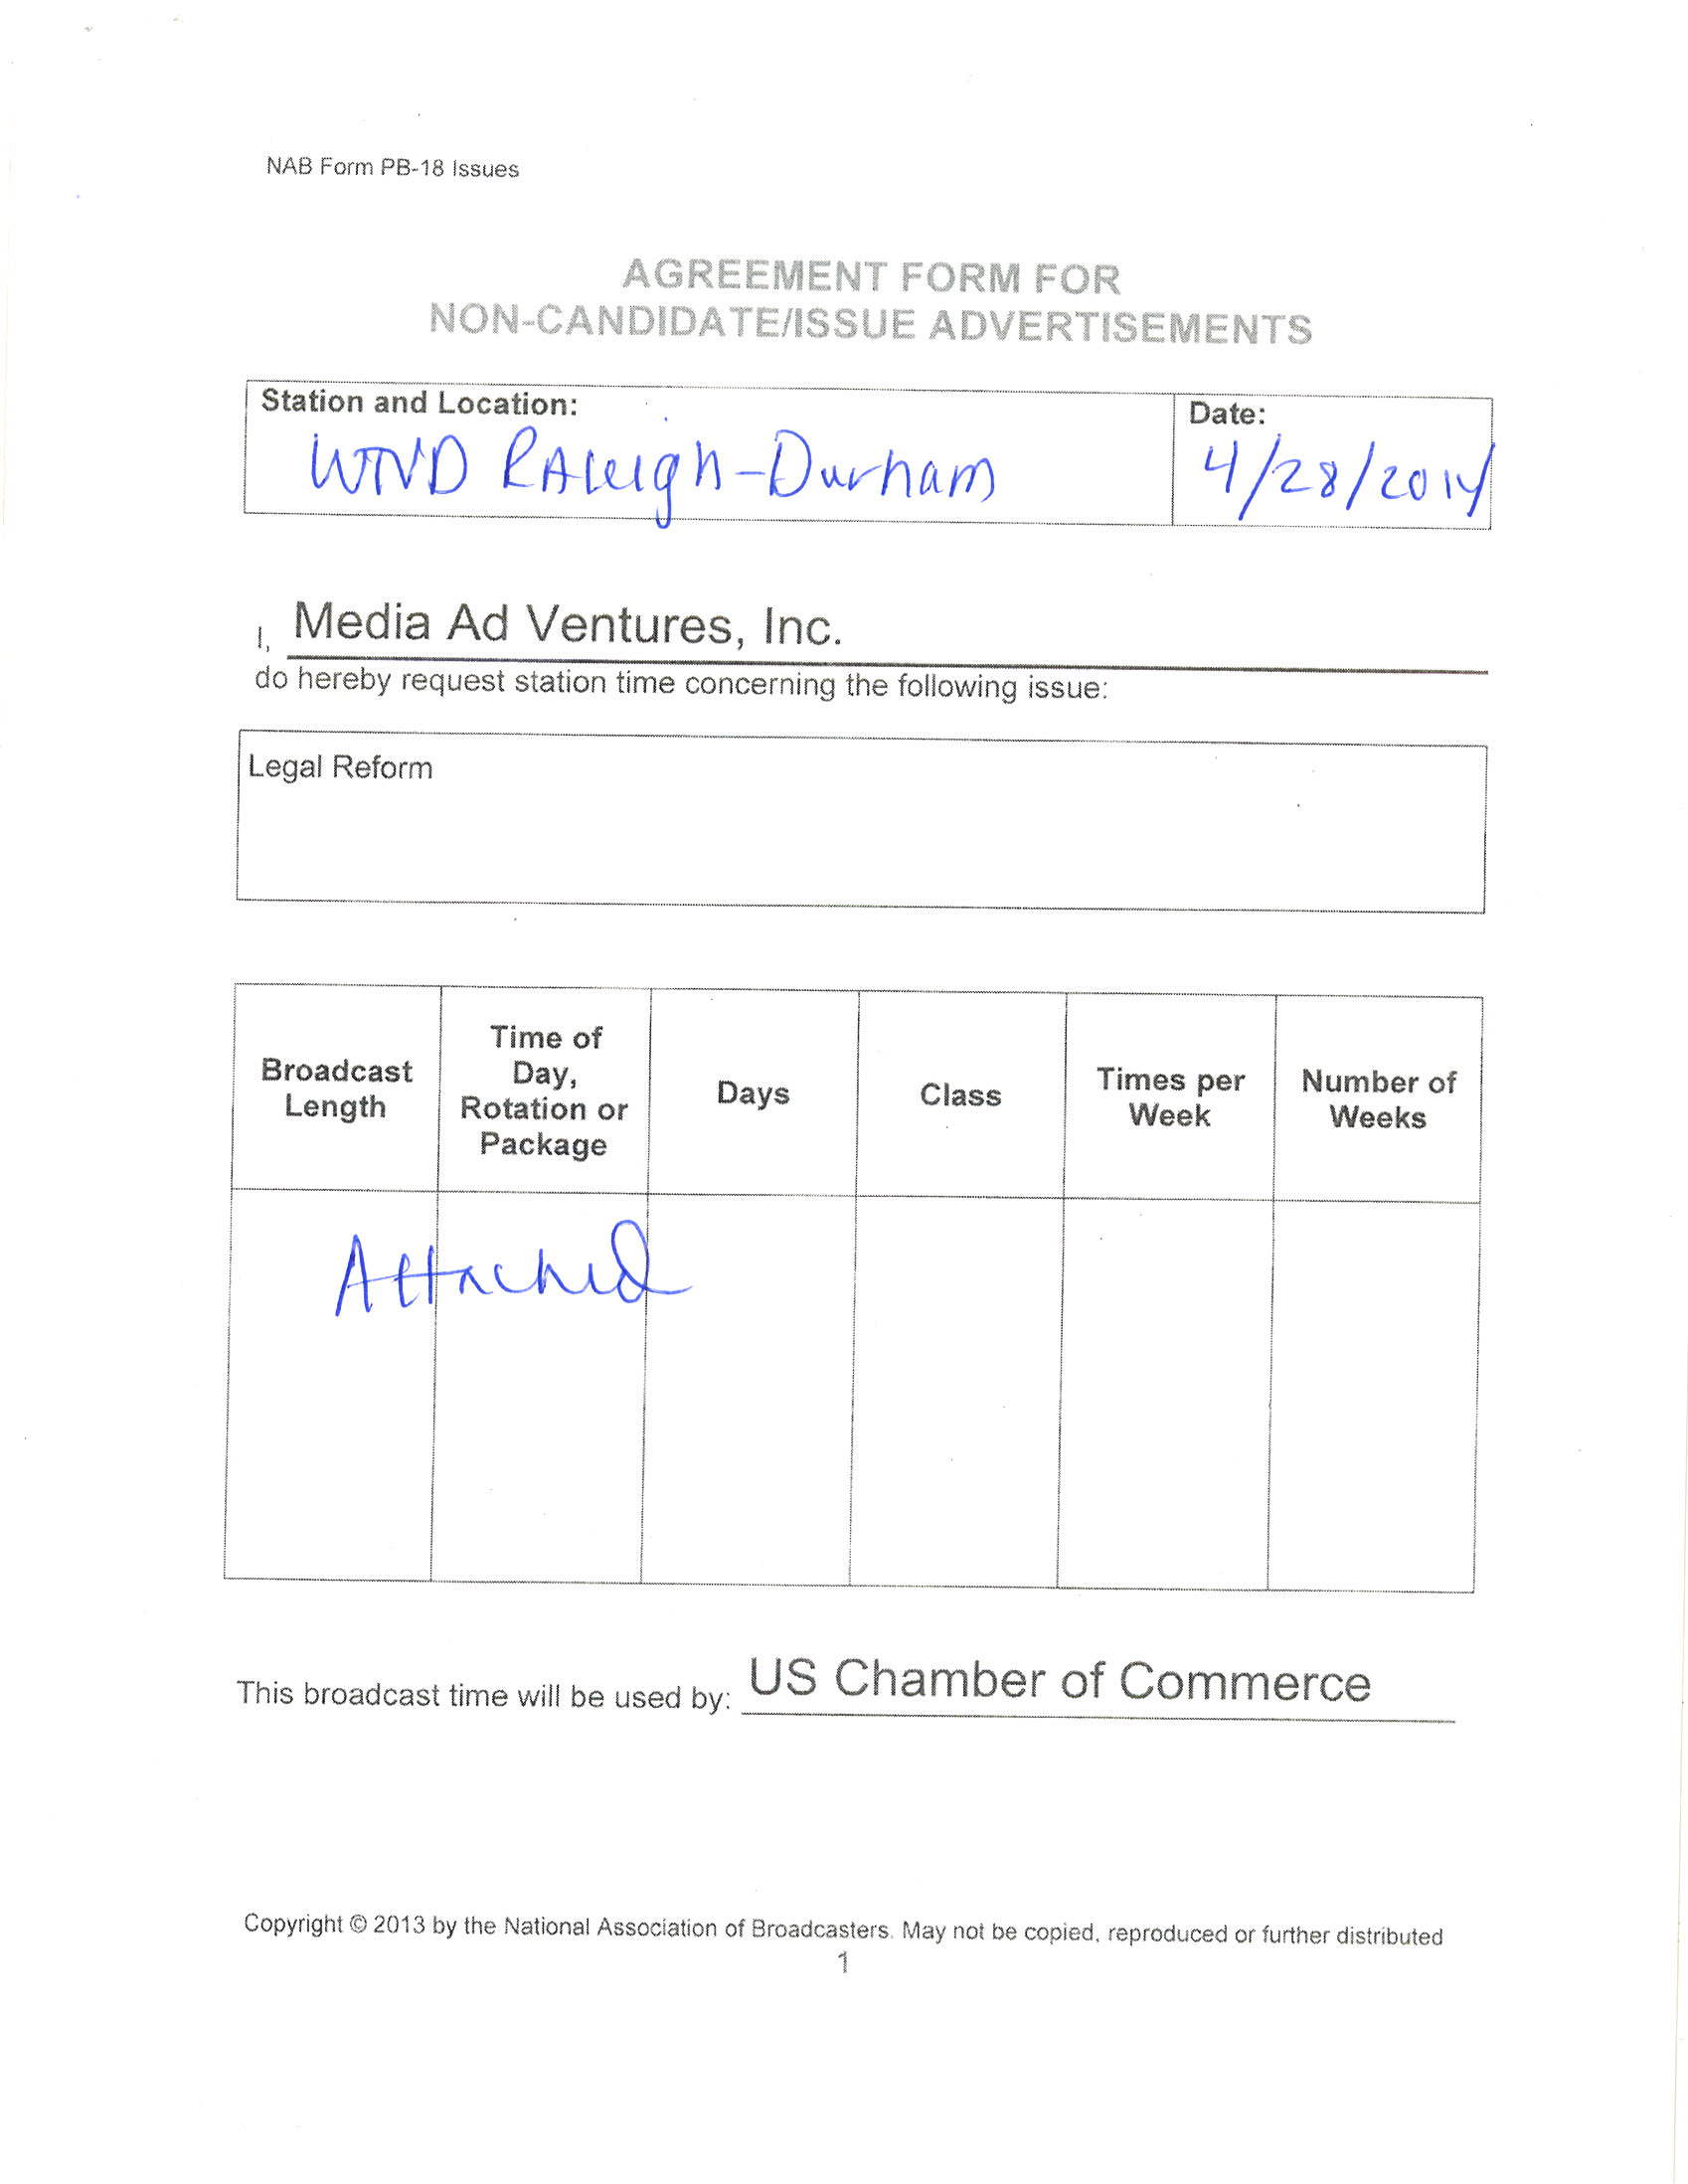 NAB Form PB-18 Issues
AGREEMENT FORM FOR
NON-CANDIDATE/ISSUE ADVERTISEMENTS
Station and Location:
Date:
WTVD RAleigh-Durham
4/28/2014
I, Media Ad Ventures, Inc.
do hereby request station time concerning the following issue:
Legal Reform
Broadcast Length
Time of Day, Rotation or Package
Days
Class
Times per Week
Number of Weeks
Attached
This broadcast time will be used by: US Chamber of Commerce
Copyright © 2013 by the National Association of Broadcasters. May not be copied, reproduced or further distributed
1